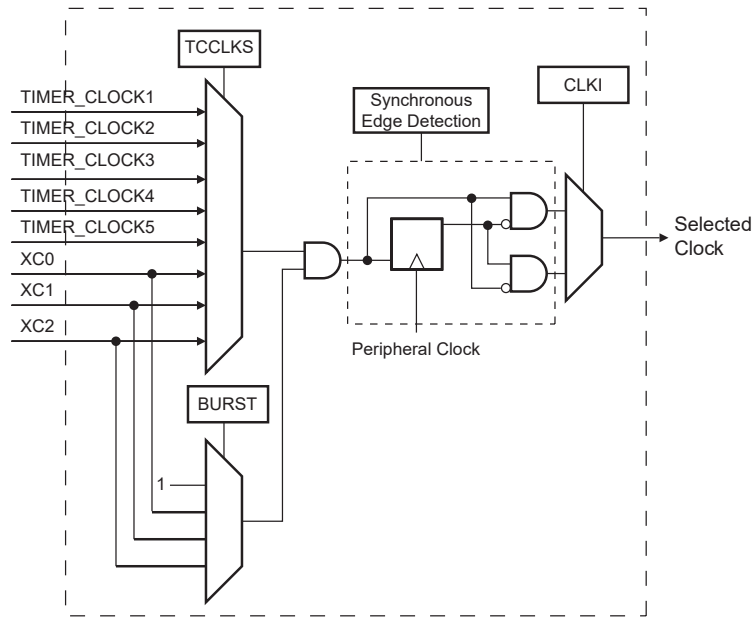 TCCLKS
TIMER_CLOCK1
TIMER_CLOCK2
TIMER_CLOCK3
TIMER_CLOCK4
TIMER_CLOCK5
XC0
XC1
XC2
Synchronous
Edge Detection
CLKI
Selected
Clock
Peripheral Clock
BURST
1